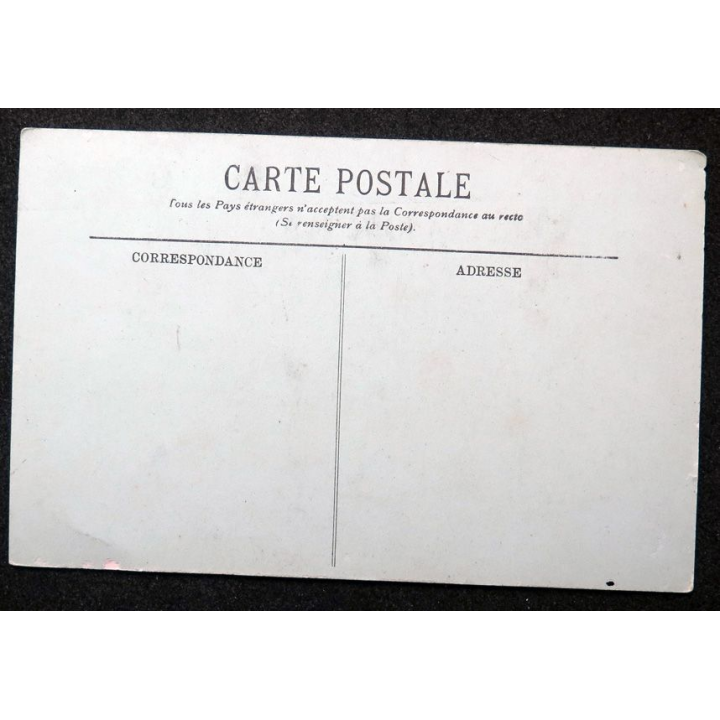 CARTE POSTALE
Tous les Pays étrangers n'acceptent pas la Correspondance au recto
(Se renseigner à la Poste).
CORRESPONDANCE
ADRESSE